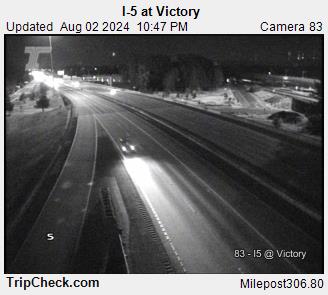 I-5 at Victory
Updated Aug 02 2024 10:47 PM Camera 83
S
83 - I5 @ Victory
TripCheck.com Milepost306.80